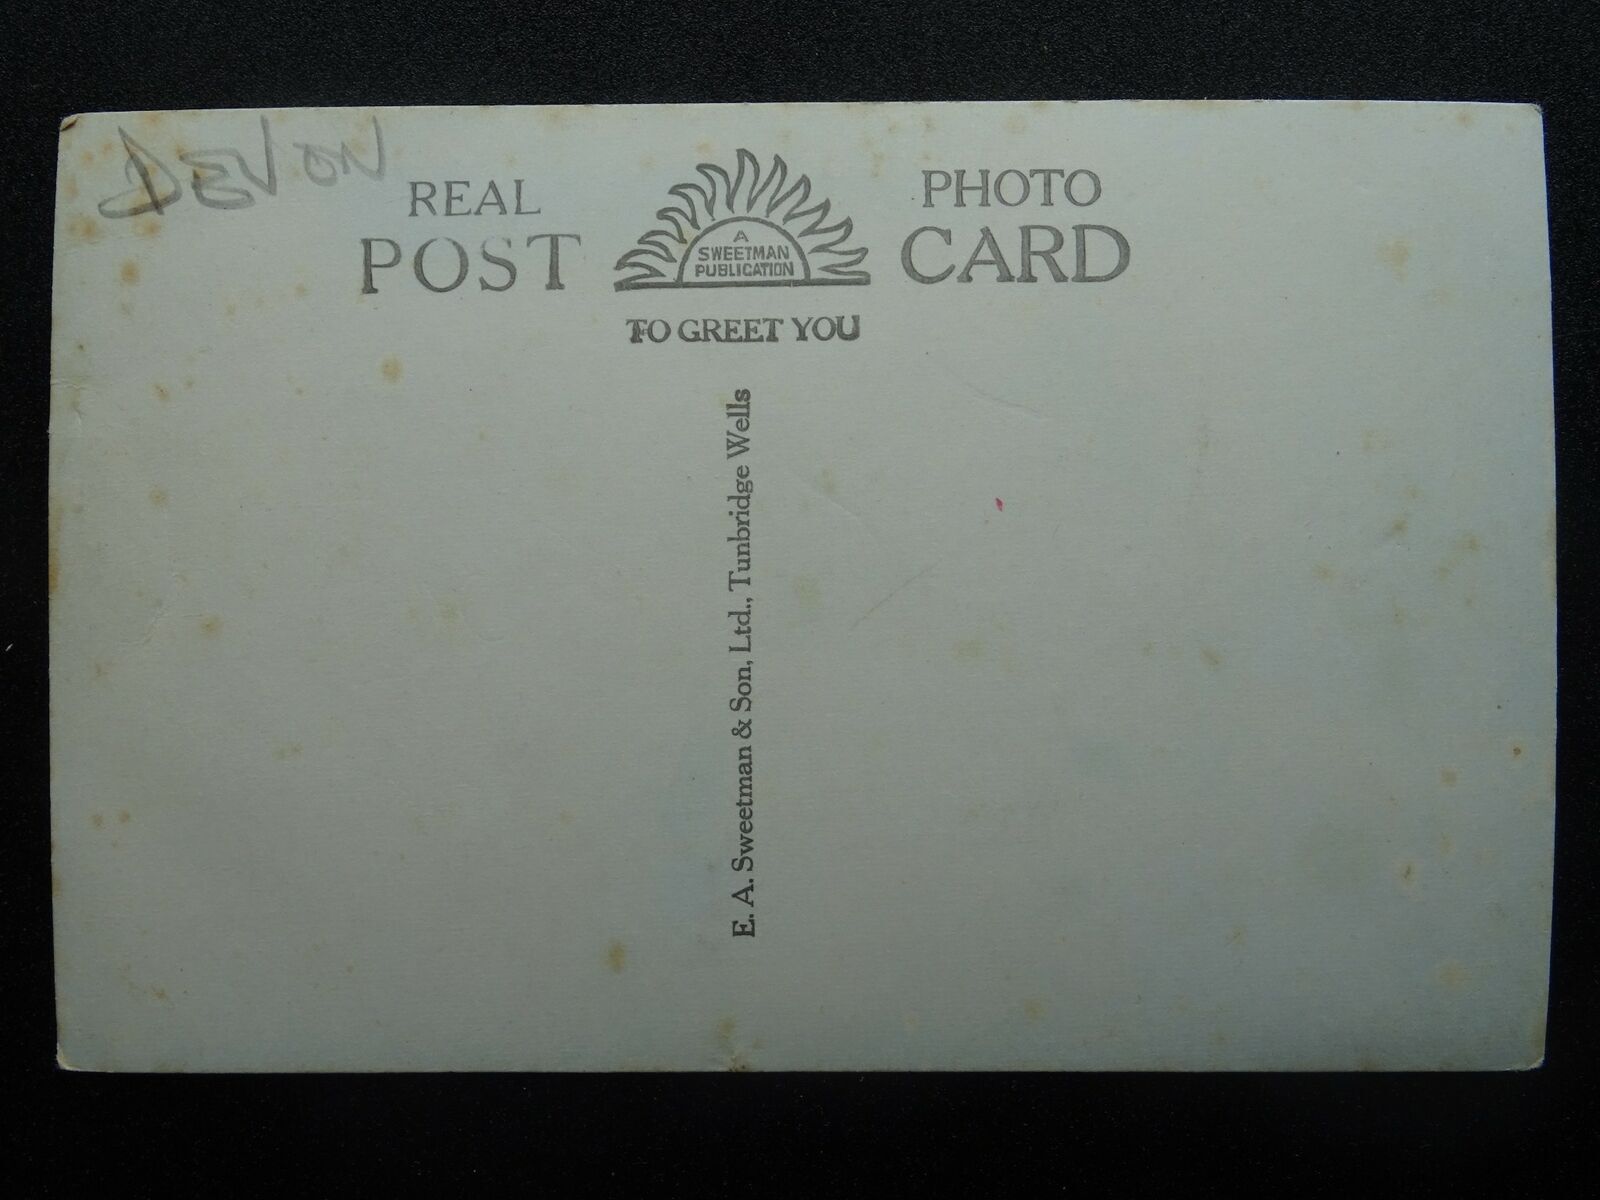 DEVON
REAL PHOTO
POST CARD
A
SWEETMAN
PUBLICATION
TO GREET YOU
E. A. Sweetman & Son, Ltd., Tunbridge Wells